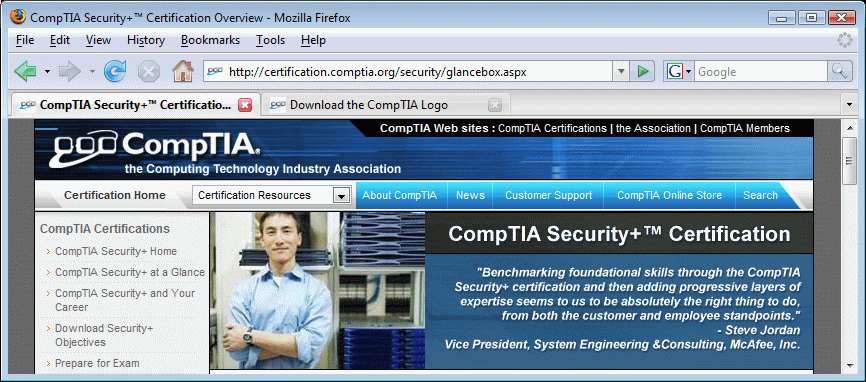 CompTIA Security+™ Certification Overview - Mozilla Firefox
File Edit View History Bookmarks Tools Help
http://certification.comptia.org/security/glancebox.aspx
Google
CompTIA Security+™ Certificatio...
Download the CompTIA Logo
CompTIA Web sites : CompTIA Certifications | the Association | CompTIA Members
CompTIA.
the Computing Technology Industry Association
Certification Home
Certification Resources
About CompTIA News Customer Support CompTIA Online Store Search
CompTIA Certifications
CompTIA Security+ Home
CompTIA Security+ at a Glance
CompTIA Security+ and Your
Career
Download Security+
Objectives
Prepare for Exam
CompTIA Security+™ Certification
"Benchmarking foundational skills through the CompTIA
Security+ certification and then adding progressive layers of
expertise seems to us to be absolutely the right thing to do,
from both the customer and employee standpoints."
- Steve Jordan
Vice President, System Engineering &Consulting, McAfee, Inc.